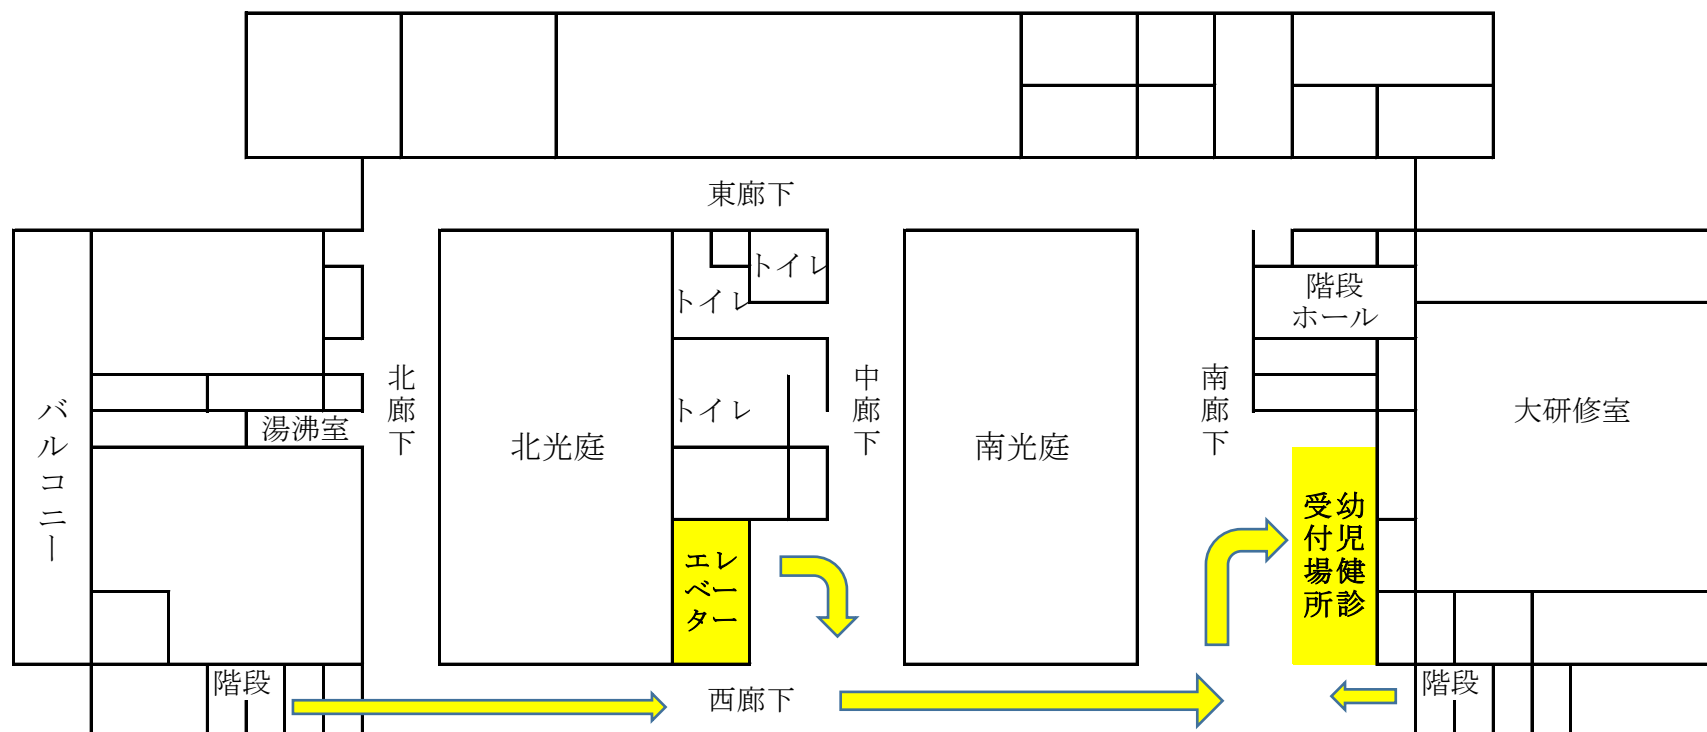 東廊下
トイレ
トイレ
階段
ホール
バルコニー
北廊下
中廊下
南廊下
トイレ
大研修室
湯沸室
北光庭
南光庭
幼児健診
受付場所
エレ
ベー
ター
階段
西廊下
階段